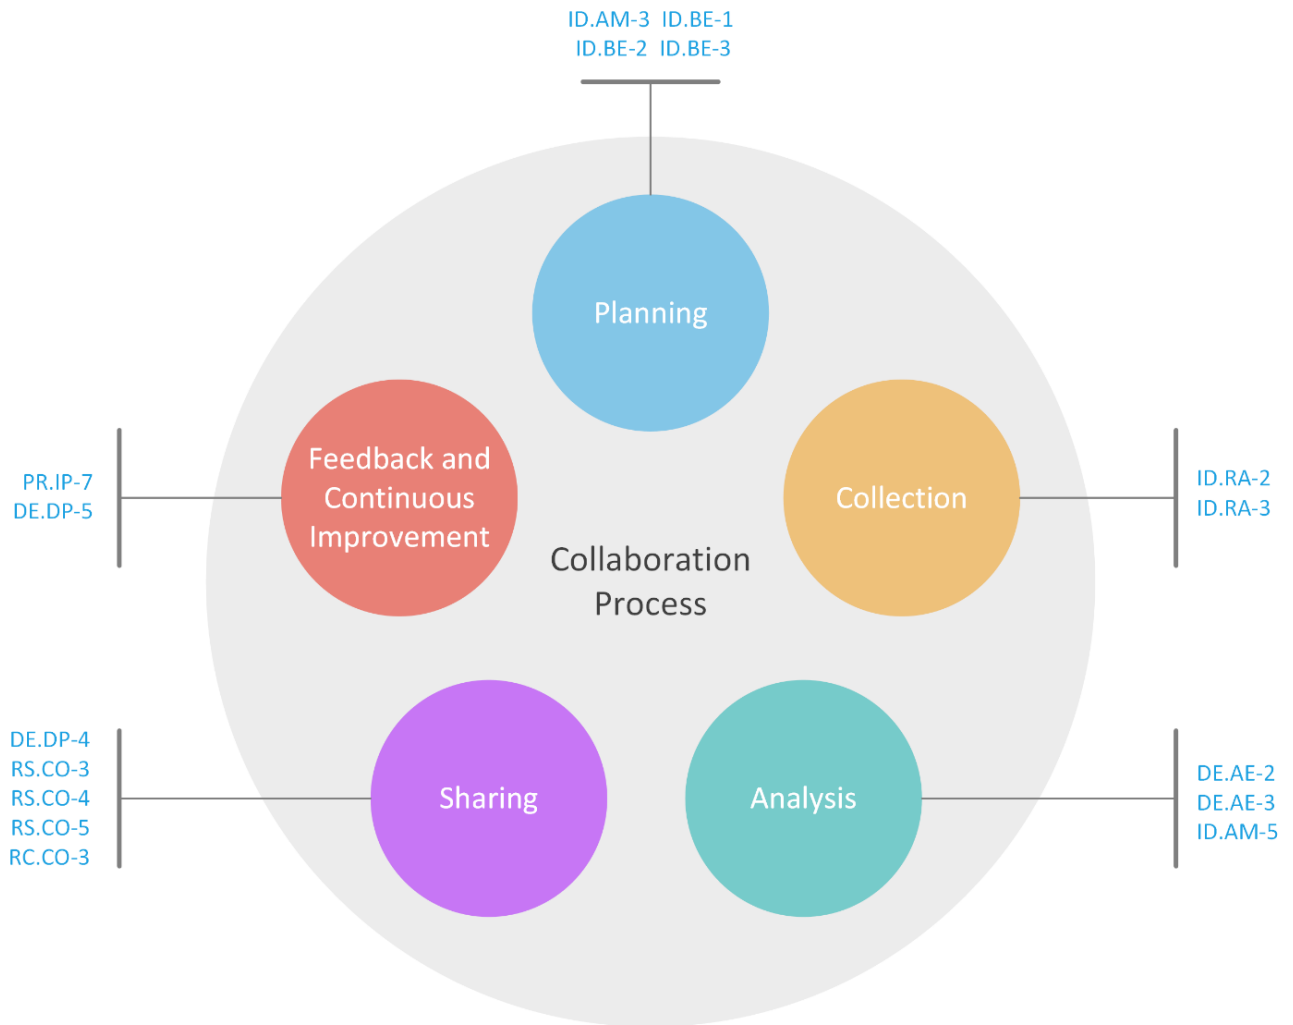 ID.AM-3 ID.BE-1
ID.BE-2 ID.BE-3
Planning
Feedback and
Continuous
Improvement
PR.IP-7
DE.DP-5
Collection
ID.RA-2
ID.RA-3
Collaboration
Process
DE.DP-4
RS.CO-3
RS.CO-4
RS.CO-5
RC.CO-3
Sharing
Analysis
DE.AE-2
DE.AE-3
ID.AM-5